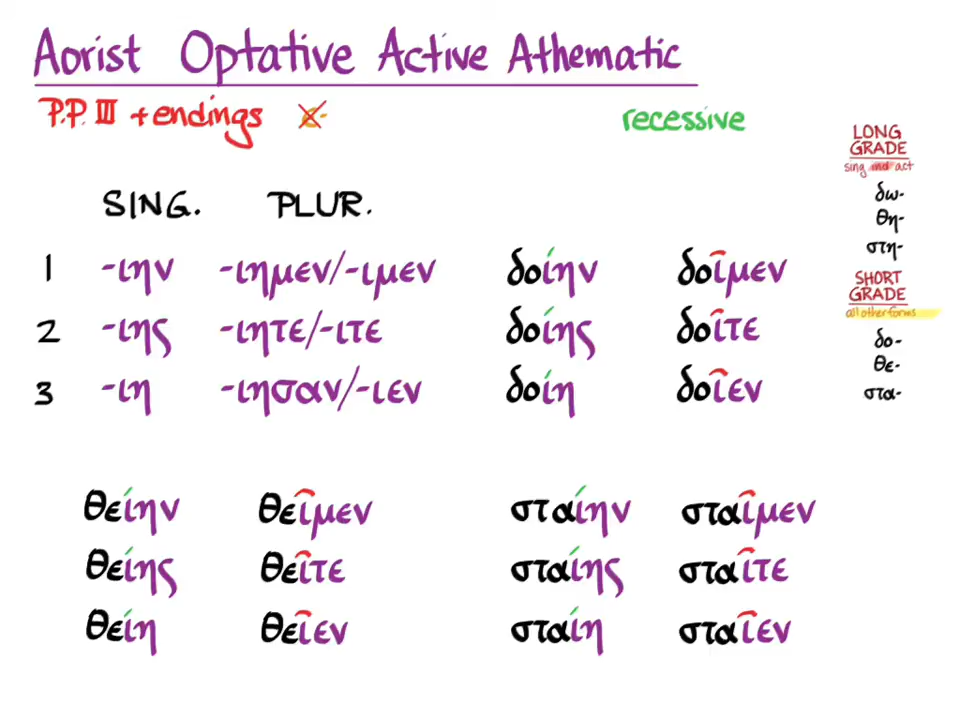 Aorist Optative Active Athematic
P.P. III + endings ε-
recessive
LONG
GRADE
sing act
δω-
θη-
στη-
SHORT
GRADE
all other forms
δο-
θε-
στα-
SING. PLUR.
1 -ιην -ιημεν/-ιμεν δοίην δοῖμεν
2 -ιης -ιητε/-ιτε δοίης δοῖτε
3 -ιη -ιησαν/-ιεν δοίη δοῖεν
θείην θεῖμεν σταίην σταῖμεν
θείης θεῖτε σταίης σταῖτε
θείη θεῖεν σταίη σταῖεν